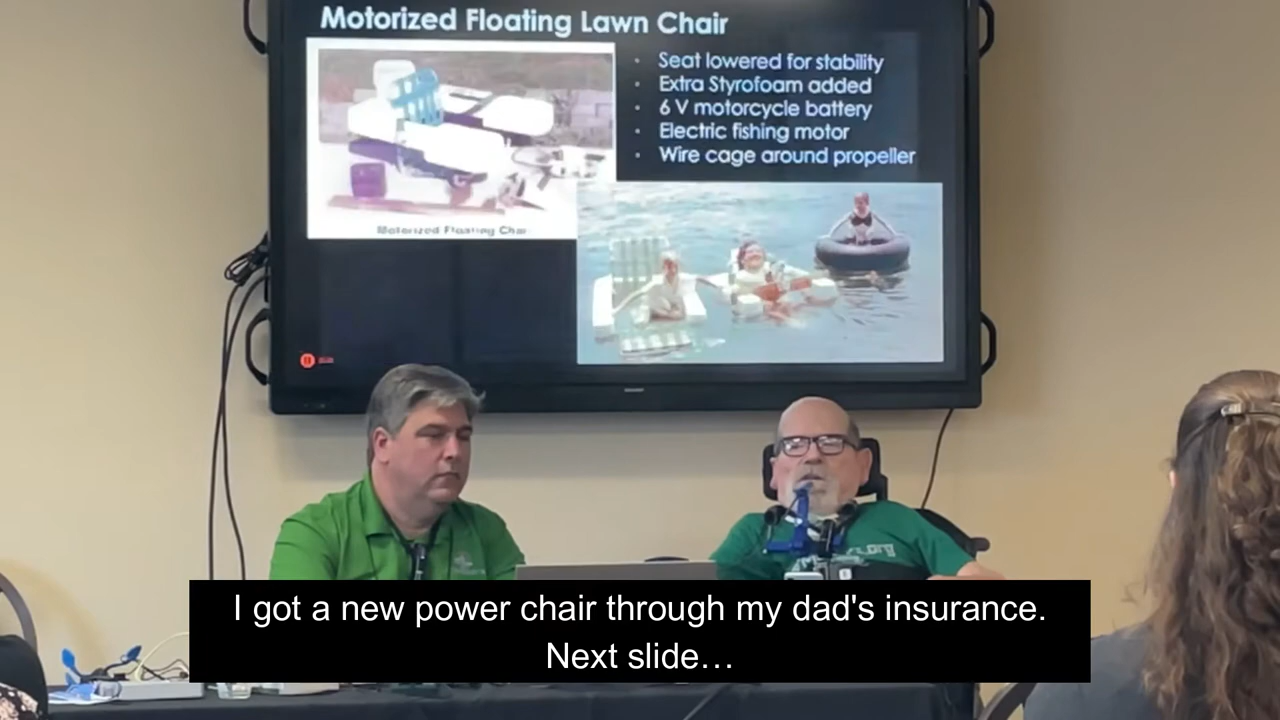 Motorized Floating Lawn Chair
Seat lowered for stability
Extra Styrofoam added
6 V motorcycle battery
Electric fishing motor
Wire cage around propeller
Motorized Floating Chair
I got a new power chair through my dad's insurance.
Next slide…